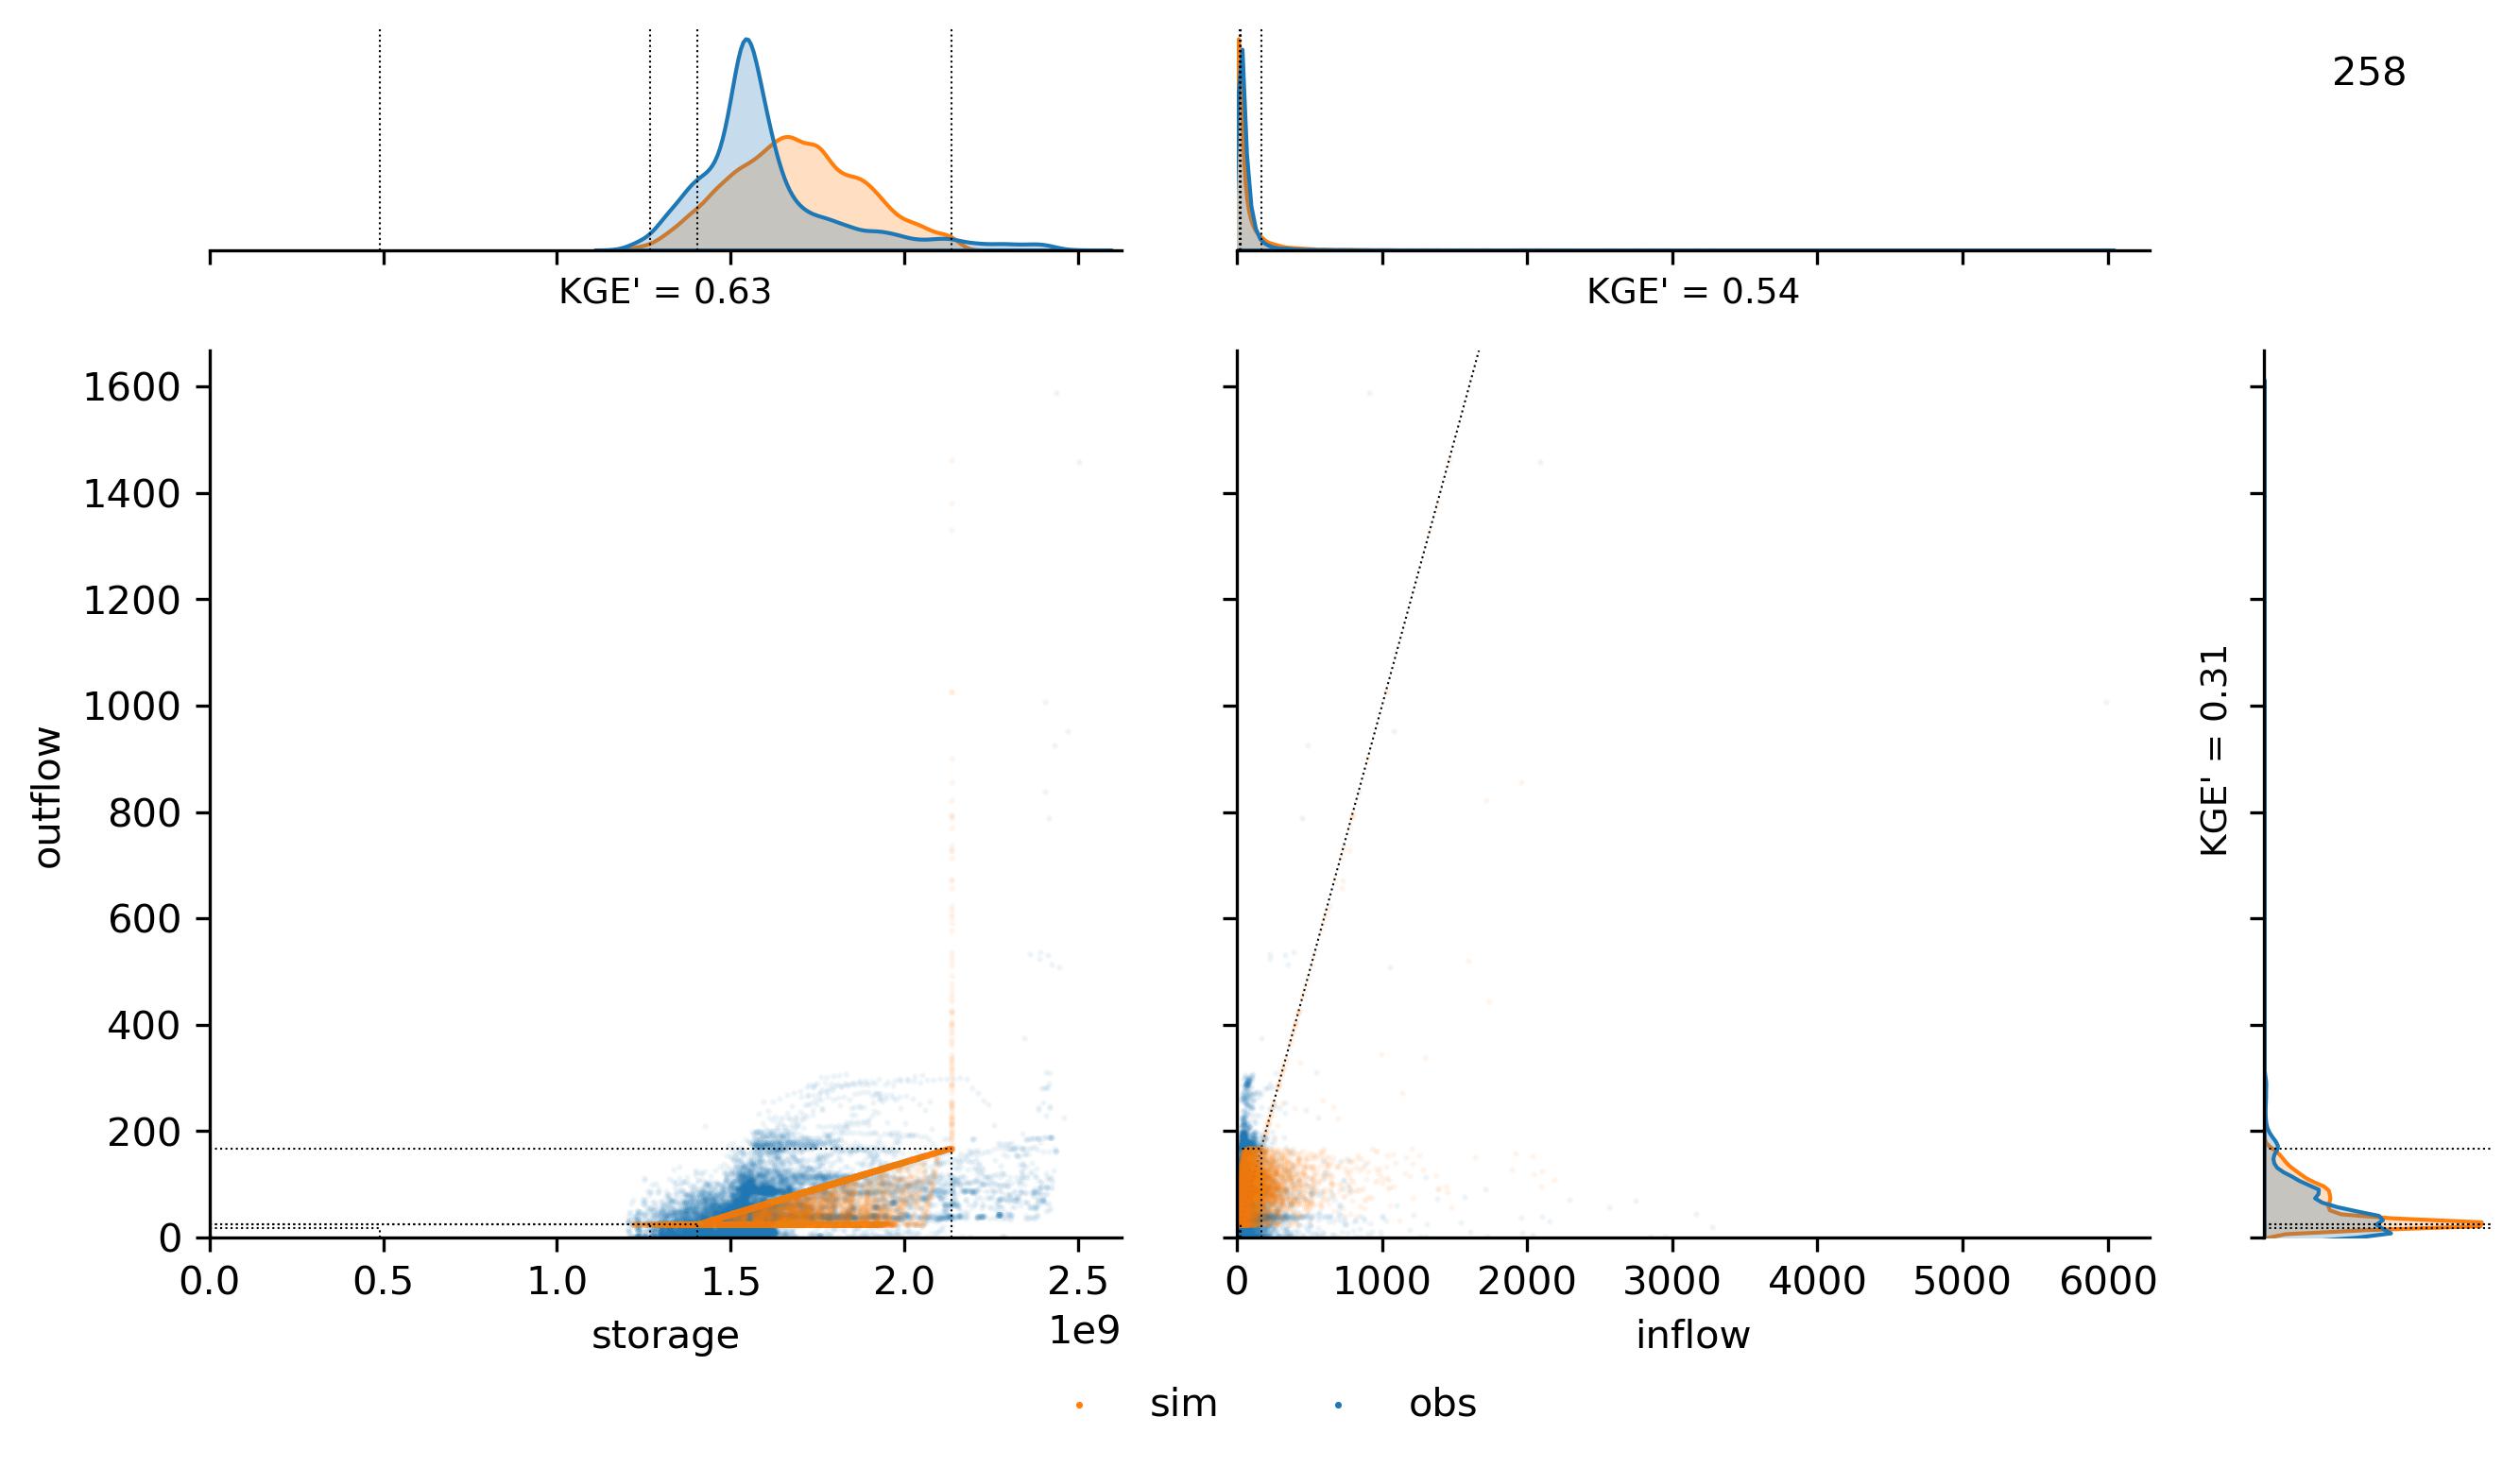 258
KGE' = 0.63
KGE' = 0.54
1600
1400
1200
1000
800
600
400
200
0
outflow
KGE' = 0.31
0.0 0.5 1.0 1.5 2.0 2.5
1e9
storage
0 1000 2000 3000 4000 5000 6000
inflow
sim obs